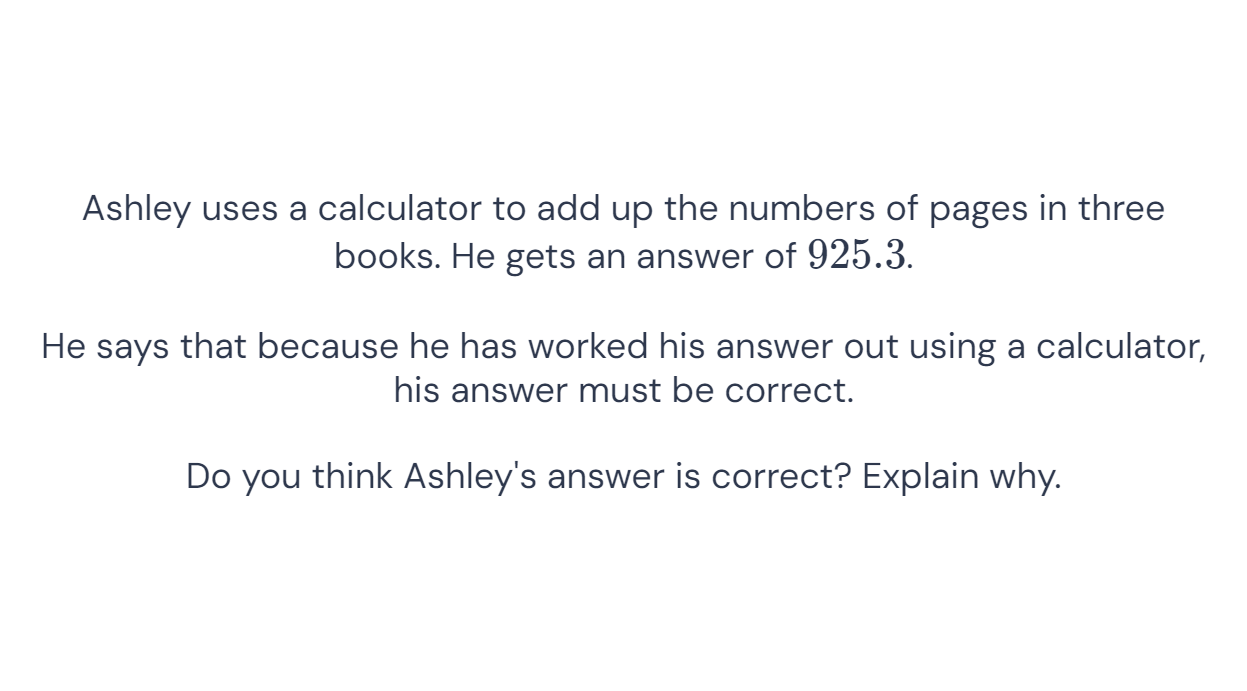 Ashley uses a calculator to add up the numbers of pages in three
books. He gets an answer of 925.3.
He says that because he has worked his answer out using a calculator,
his answer must be correct.
Do you think Ashley's answer is correct? Explain why.